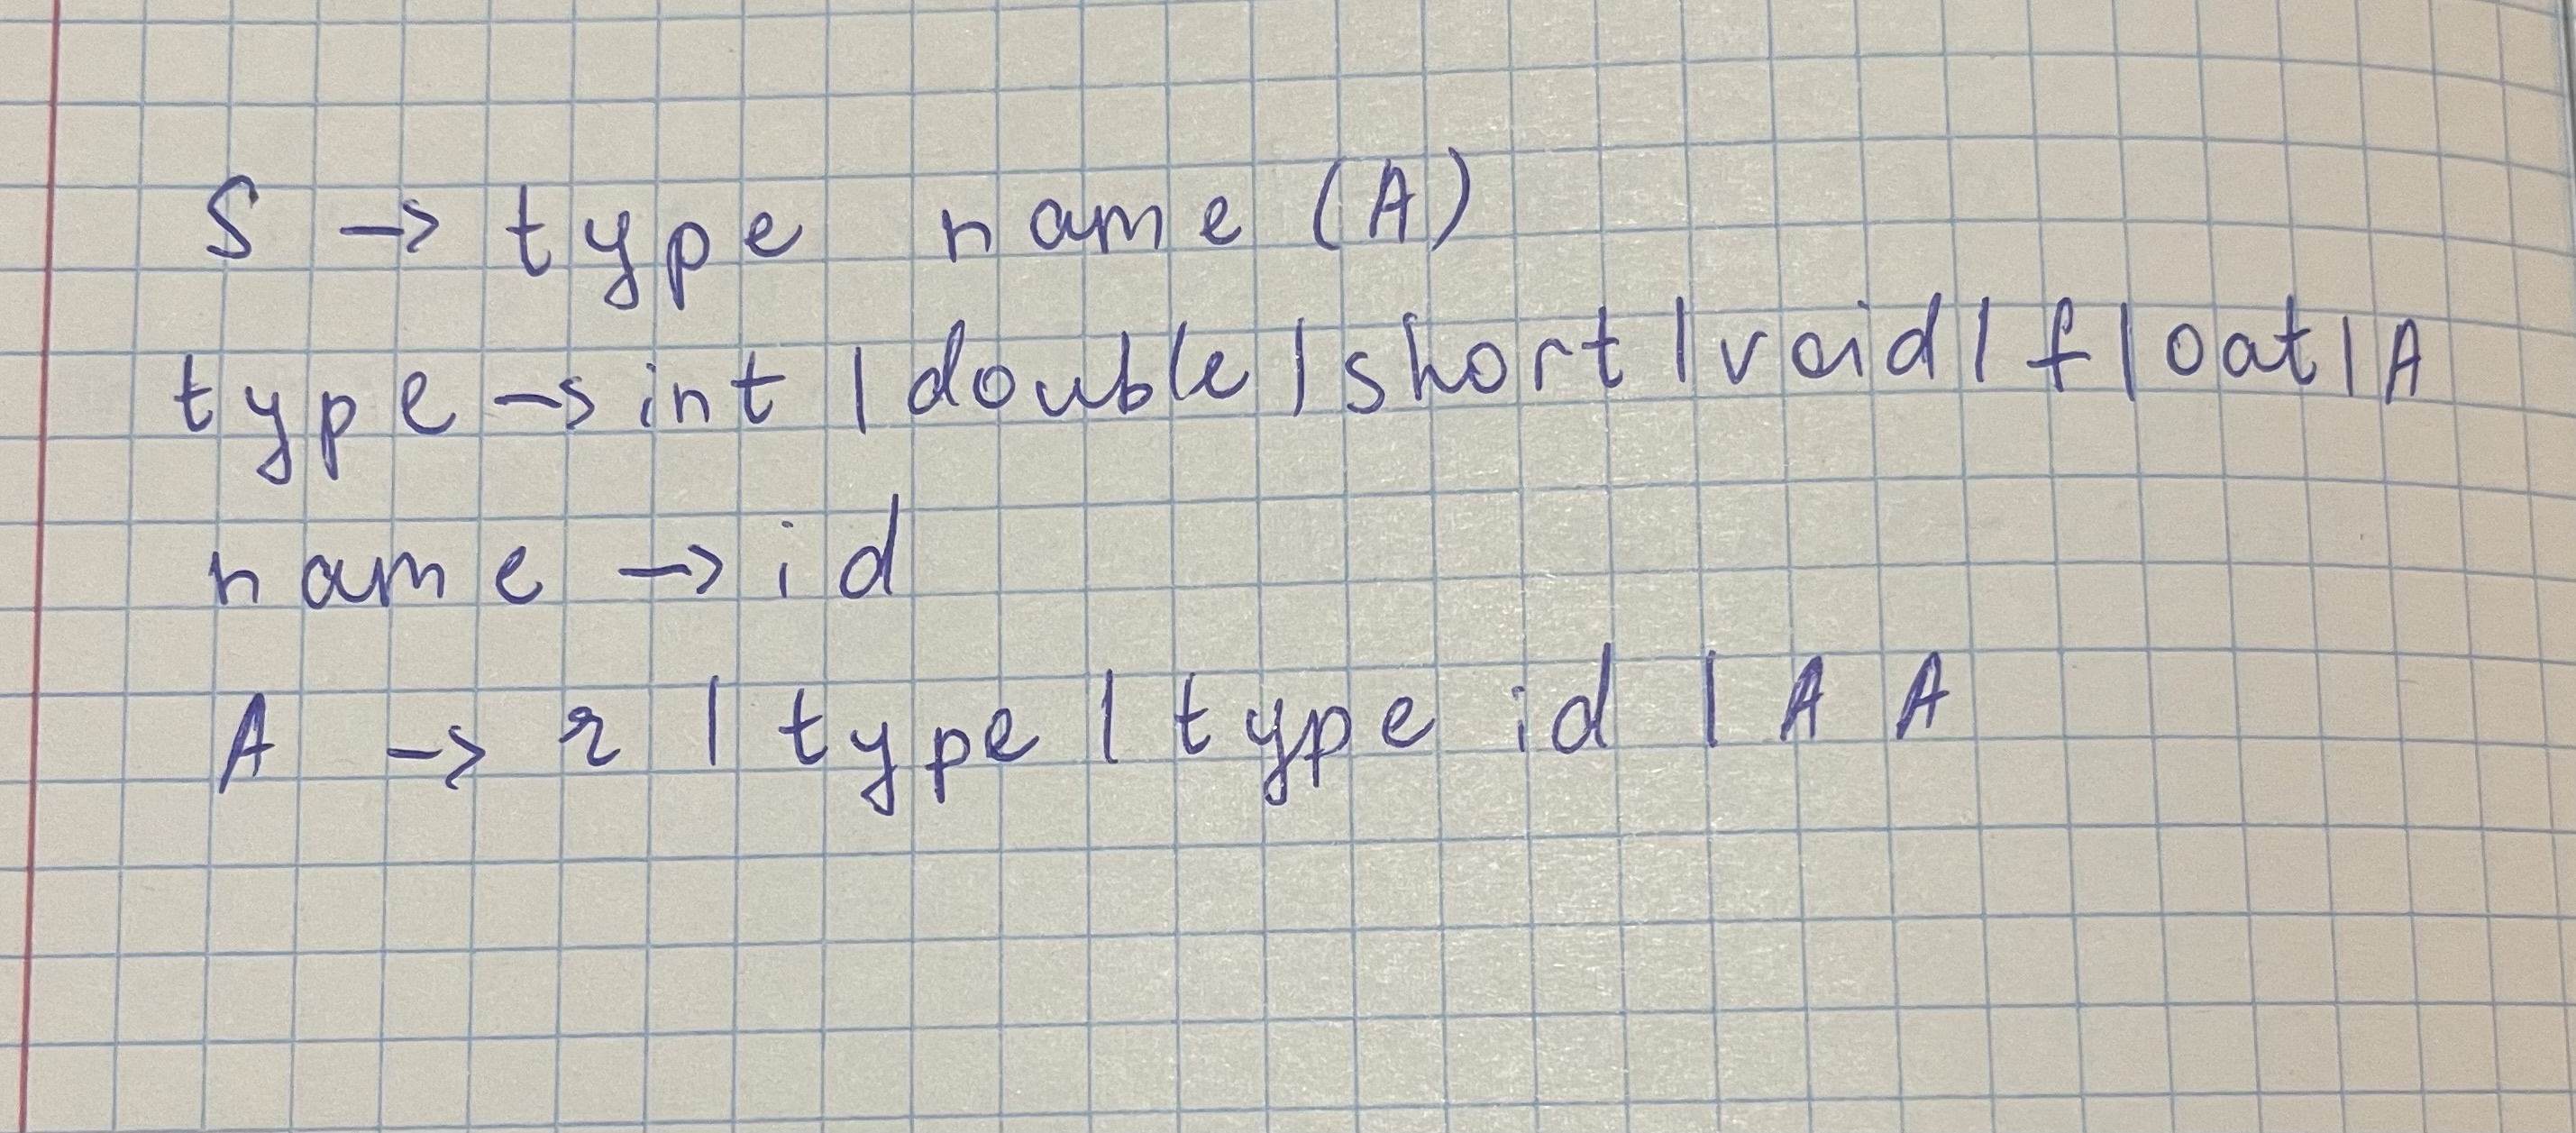 S → type name (A)
type → int | double | short | void | float | A
name → id
A → r | type | type id | A A